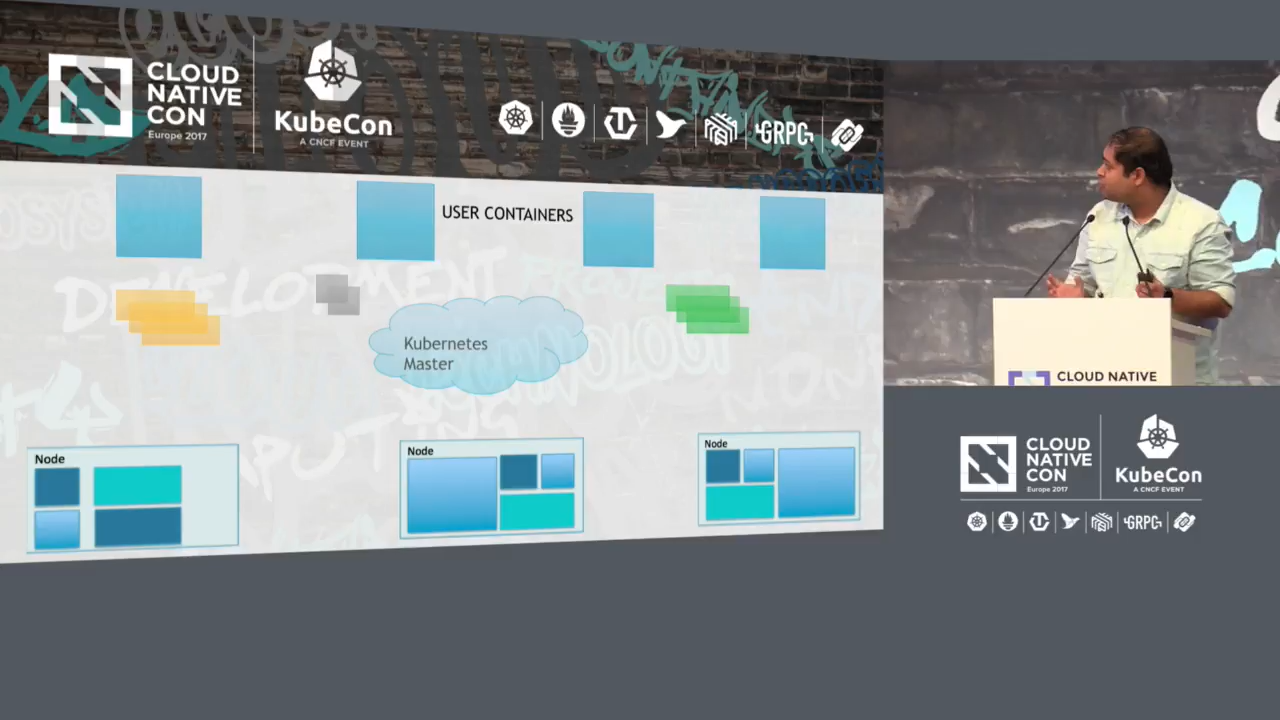 CLOUD
NATIVE
CON
Europe 2017
KubeCon
A CNCF EVENT
GRPC
USER CONTAINERS
DEVELOPMENT
Kubernetes
Master
Node
Node
Node
CLOUD NATIVE
CLOUD
NATIVE
CON
Europe 2017
KubeCon
A CNCF EVENT
GRPC